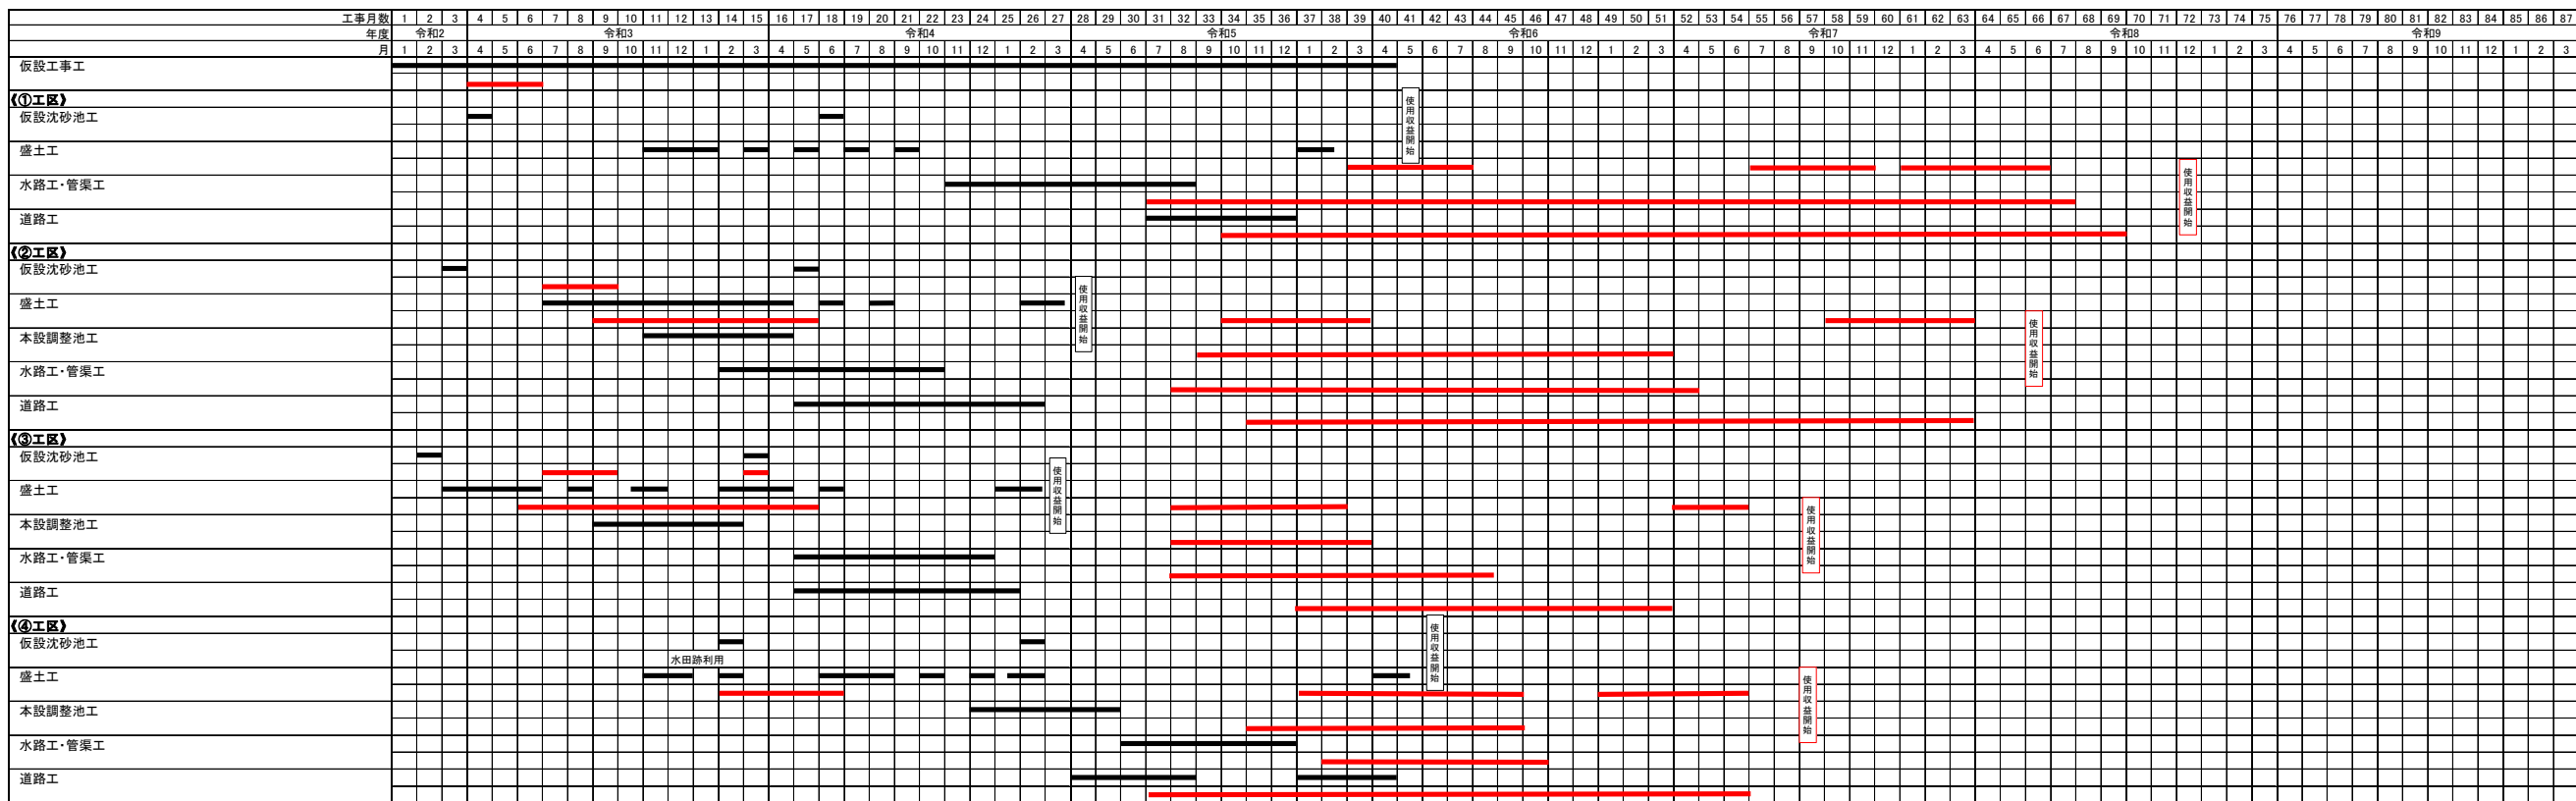 工事月数 1 2 3 4 5 6 7 8 9 10 11 12 13 14 15 16 17 18 19 20 21 22 23 24 25 26 27 28 29 30 31 32 33 34 35 36 37 38 39 40 41 42 43 44 45 46 47 48 49 50 51 52 53 54 55 56 57 58 59 60 61 62 63 64 65 66 67 68 69 70 71 72 73 74 75 76 77 78 79 80 81 82 83 84 85 86 87
年度 令和2 令和3 令和4 令和5 令和6 令和7 令和8 令和9
月 1 2 3 4 5 6 7 8 9 10 11 12 1 2 3 4 5 6 7 8 9 10 11 12 1 2 3 4 5 6 7 8 9 10 11 12 1 2 3 4 5 6 7 8 9 10 11 12 1 2 3 4 5 6 7 8 9 10 11 12 1 2 3 4 5 6 7 8 9 10 11 12 1 2 3 4 5 6 7 8 9 10 11 12 1 2 3
仮設工事工
《①工区》
仮設沈砂池工
使用収益開始
盛土工
水路工・管渠工
使用収益開始
道路工
《②工区》
仮設沈砂池工
盛土工
使用収益開始
本設調整池工
使用収益開始
水路工・管渠工
道路工
《③工区》
仮設沈砂池工
盛土工
使用収益開始
本設調整池工
使用収益開始
水路工・管渠工
道路工
《④工区》
仮設沈砂池工
使用収益開始
水田跡利用
盛土工
使用収益開始
本設調整池工
水路工・管渠工
道路工